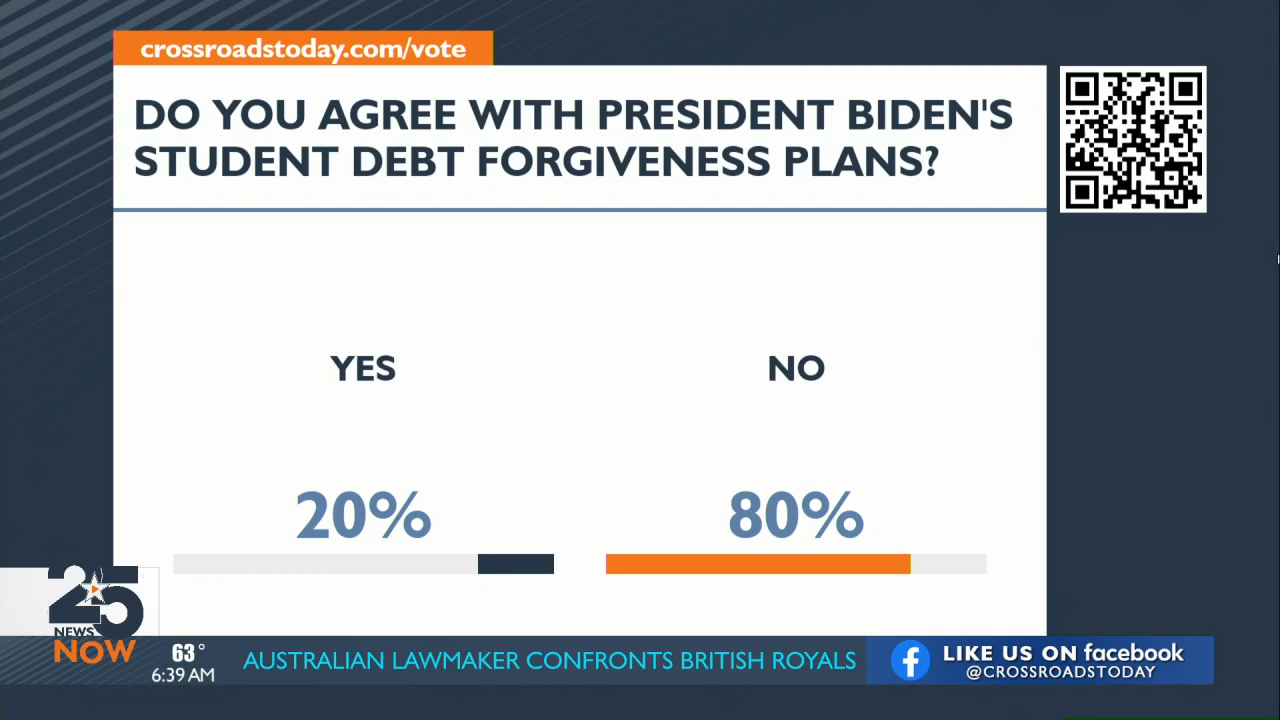 crossroadstoday.com/vote
DO YOU AGREE WITH PRESIDENT BIDEN'S
STUDENT DEBT FORGIVENESS PLANS?
YES
NO
20%
80%
25
NEWS
NOW
63°
6:39 AM
AUSTRALIAN LAWMAKER CONFRONTS BRITISH ROYALS
LIKE US ON facebook
@CROSSROADSTODAY